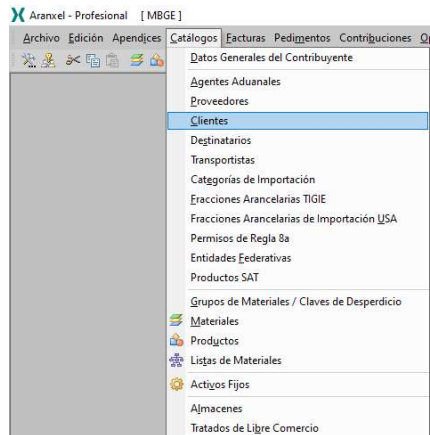 Aranxel - Profesional [ MBGE ]
Archivo Edición Apendices Catálogos Facturas Pedimentos Contribuciones
Datos Generales del Contribuyente
Agentes Aduanales
Proveedores
Clientes
Destinatarios
Transportistas
Categorías de Importación
Fracciones Arancelarias TIGIE
Fracciones Arancelarias de Importación USA
Permisos de Regla 8a
Entidades Federativas
Productos SAT
Grupos de Materiales / Claves de Desperdicio
Materiales
Productos
Listas de Materiales
Activos Fijos
Almacenes
Tratados de Libre Comercio